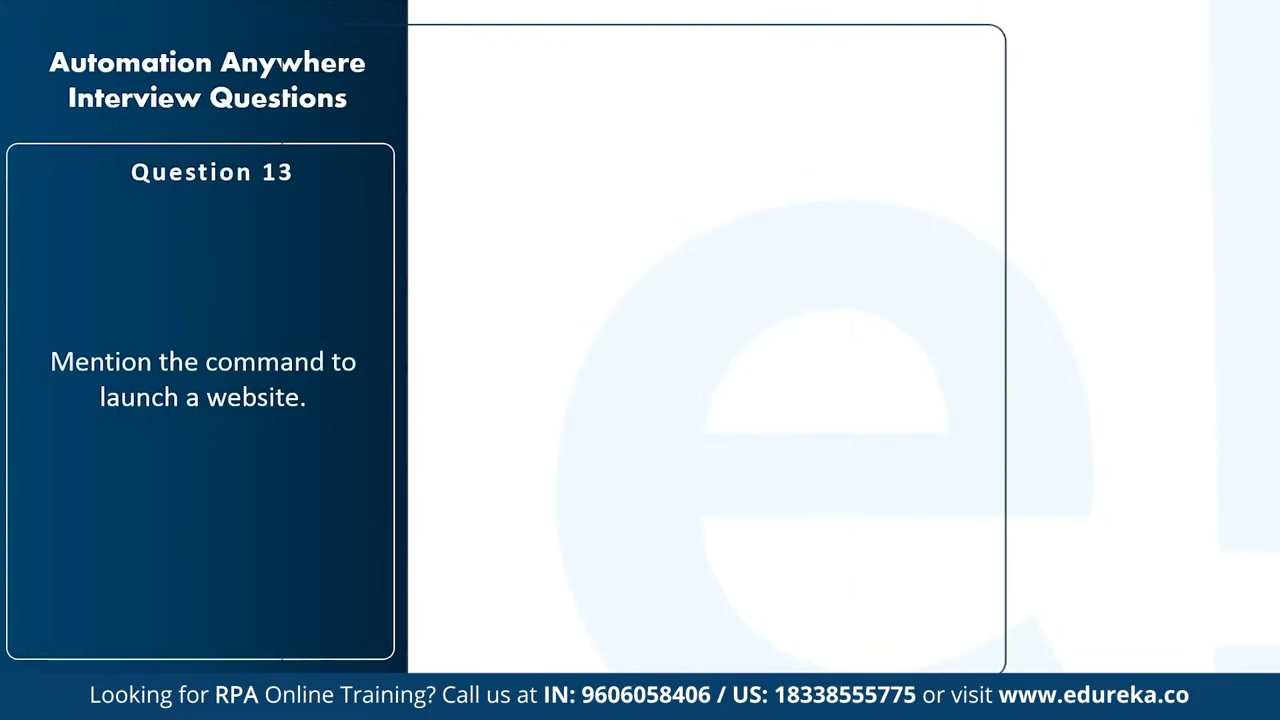 Automation Anywhere
Interview Questions
Question 13
Mention the command to
launch a website.
Looking for RPA Online Training? Call us at IN: 9606058406 / US: 18338555775 or visit www.edureka.co